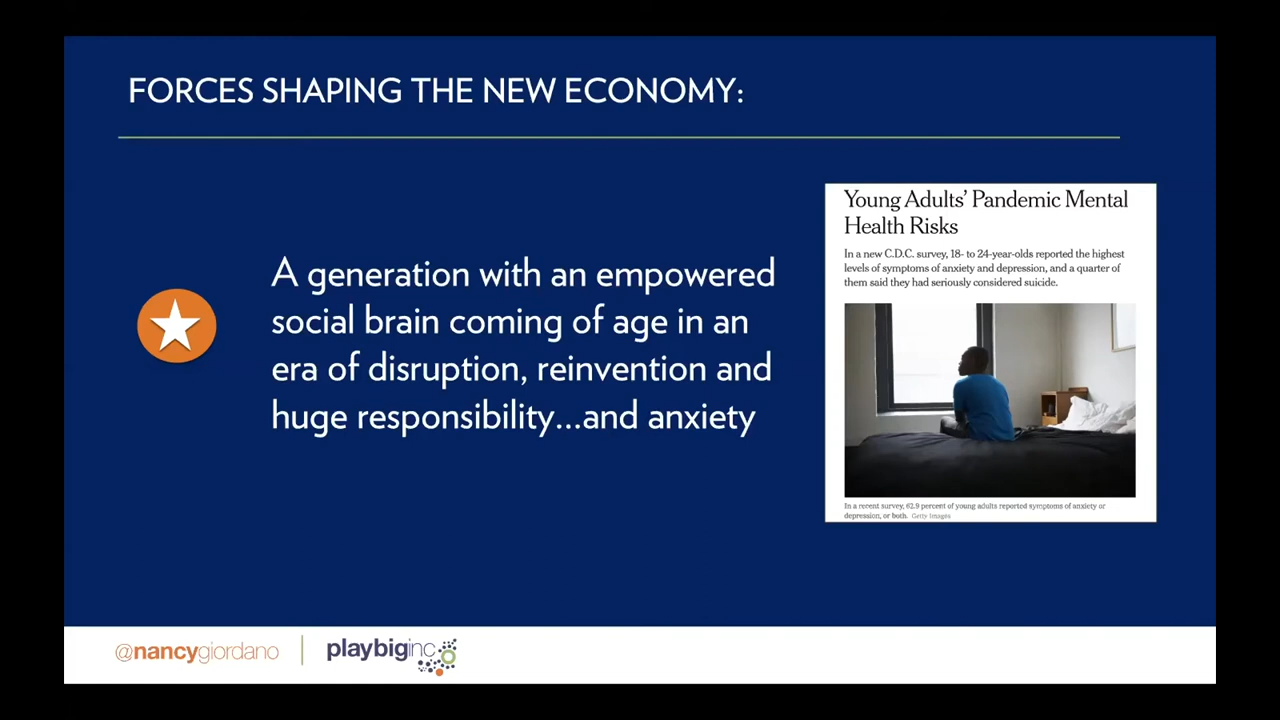 FORCES SHAPING THE NEW ECONOMY:
A generation with an empowered
social brain coming of age in an
era of disruption, reinvention and
huge responsibility...and anxiety
Young Adults' Pandemic Mental
Health Risks
In a new C.D.C. survey, 18- to 24-year-olds reported the highest
levels of symptoms of anxiety and depression, and a quarter of
them said they had seriously considered suicide.
In a recent survey, 62.9 percent of young adults reported symptoms of anxiety or
depression, or both. Getty Images
@nancygiordano
playbiginc